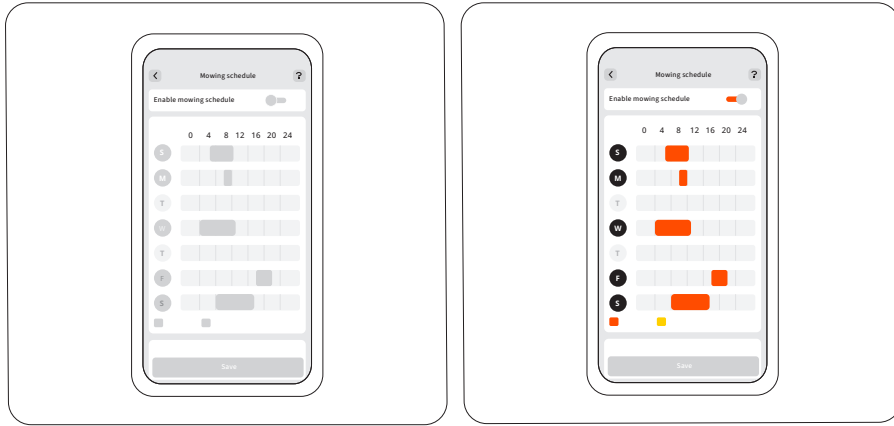 Mowing schedule ?
Enable mowing schedule
0 4 8 12 16 20 24
S
M
T
W
T
F
S
Save
Mowing schedule ?
Enable mowing schedule
0 4 8 12 16 20 24
S
M
T
W
T
F
S
Save